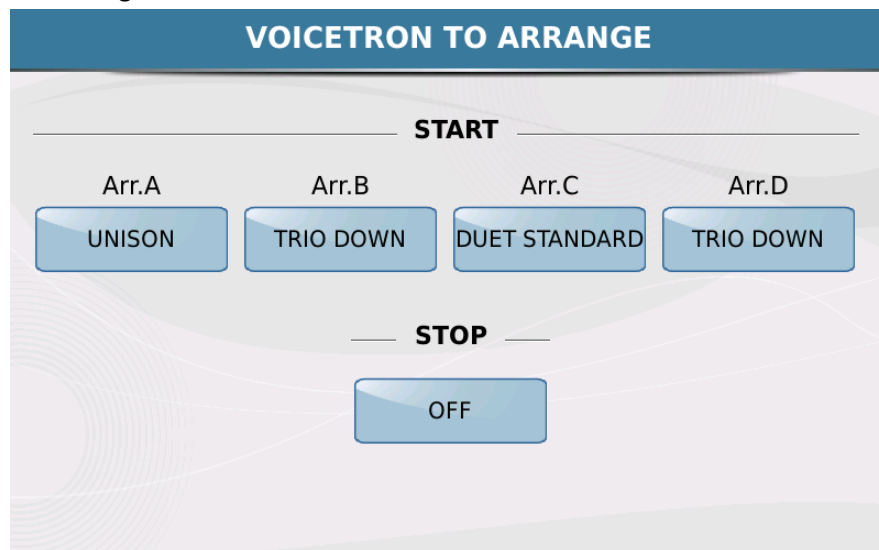 VOICETRON TO ARRANGE
START
Arr.A Arr.B Arr.C Arr.D
UNISON TRIO DOWN DUET STANDARD TRIO DOWN
STOP
OFF